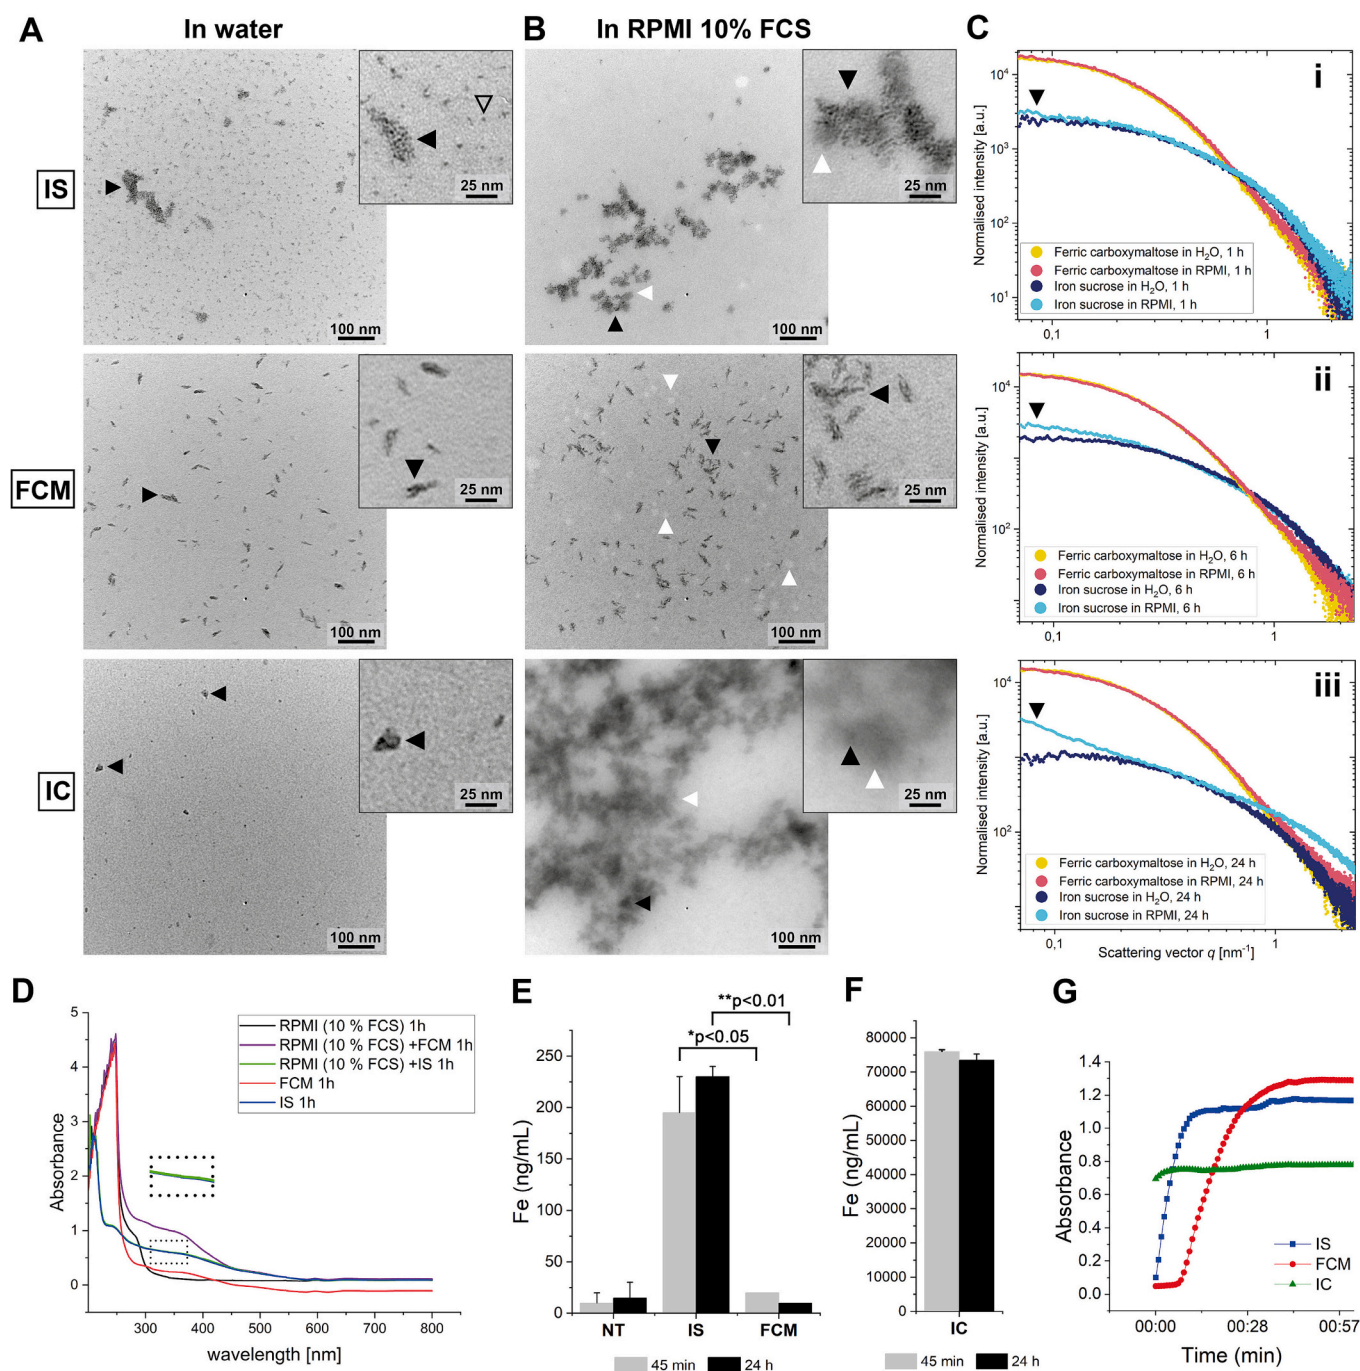 A
In water
B
In RPMI 10% FCS
C
IS
25 nm
100 nm
25 nm
100 nm
FCM
25 nm
100 nm
25 nm
100 nm
IC
25 nm
100 nm
25 nm
100 nm
i
Normalised intensity [a.u.]
10⁴
10³
10²
10¹
Ferric carboxymaltose in H₂O, 1 h
Ferric carboxymaltose in RPMI, 1 h
Iron sucrose in H₂O, 1 h
Iron sucrose in RPMI, 1 h
0,1
1
ii
Normalised intensity [a.u.]
10⁴
10³
10²
Ferric carboxymaltose in H₂O, 6 h
Ferric carboxymaltose in RPMI, 6 h
Iron sucrose in H₂O, 6 h
Iron sucrose in RPMI, 6 h
0,1
1
iii
Normalised intensity [a.u.]
10⁴
10³
10²
Ferric carboxymaltose in H₂O, 24 h
Ferric carboxymaltose in RPMI, 24 h
Iron sucrose in H₂O, 24 h
Iron sucrose in RPMI, 24 h
0,1
1
Scattering vector q [nm⁻¹]
D
Absorbance
5
4
3
2
1
0
RPMI (10 % FCS) 1h
RPMI (10 % FCS) +FCM 1h
RPMI (10 % FCS) +IS 1h
FCM 1h
IS 1h
300 400 500 600 700 800
wavelength [nm]
E
Fe (ng/mL)
250
200
150
100
50
0
**p<0.01
*p<0.05
NT IS FCM
45 min 24 h
F
Fe (ng/mL)
80000
75000
70000
65000
60000
55000
50000
45000
40000
35000
30000
25000
20000
15000
10000
5000
0
IC
45 min 24 h
G
Absorbance
1.4
1.2
1.0
0.8
0.6
0.4
0.2
0.0
IS
FCM
IC
00:00 00:28 00:57
Time (min)